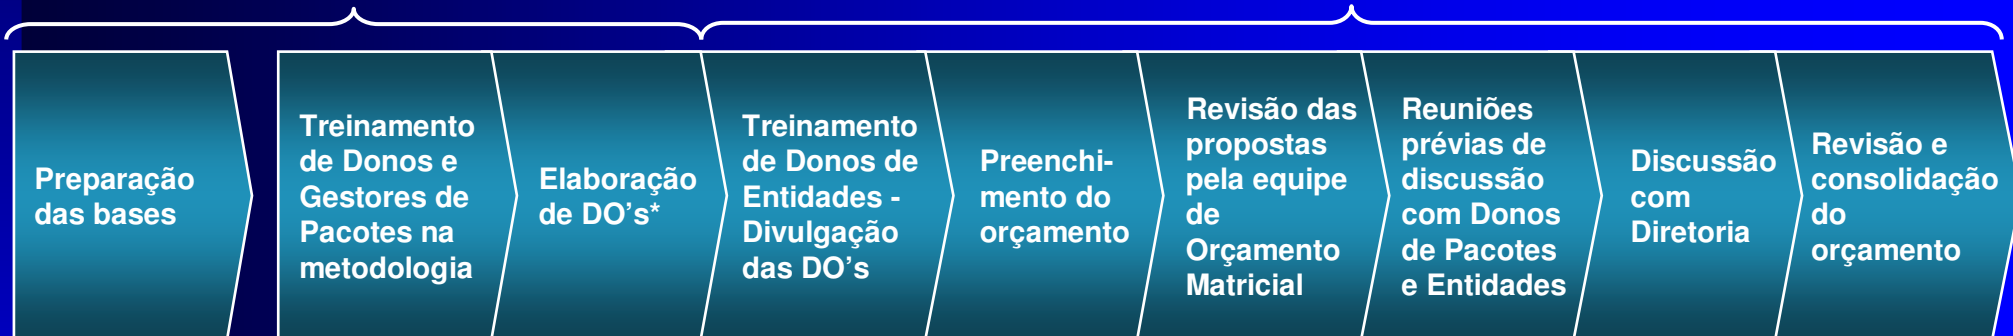 Preparação
das bases
Treinamento
de Donos e
Gestores de
Pacotes na
metodologia
Elaboração
de DO's*
Treinamento
de Donos de
Entidades -
Divulgação
das DO's
Preenchi-
mento do
orçamento
Revisão das
propostas
pela equipe
de
Orçamento
Matricial
Reuniões
prévias de
discussão
com Donos
de Pacotes
e Entidades
Discussão
com
Diretoria
Revisão e
consolidação
do
orçamento